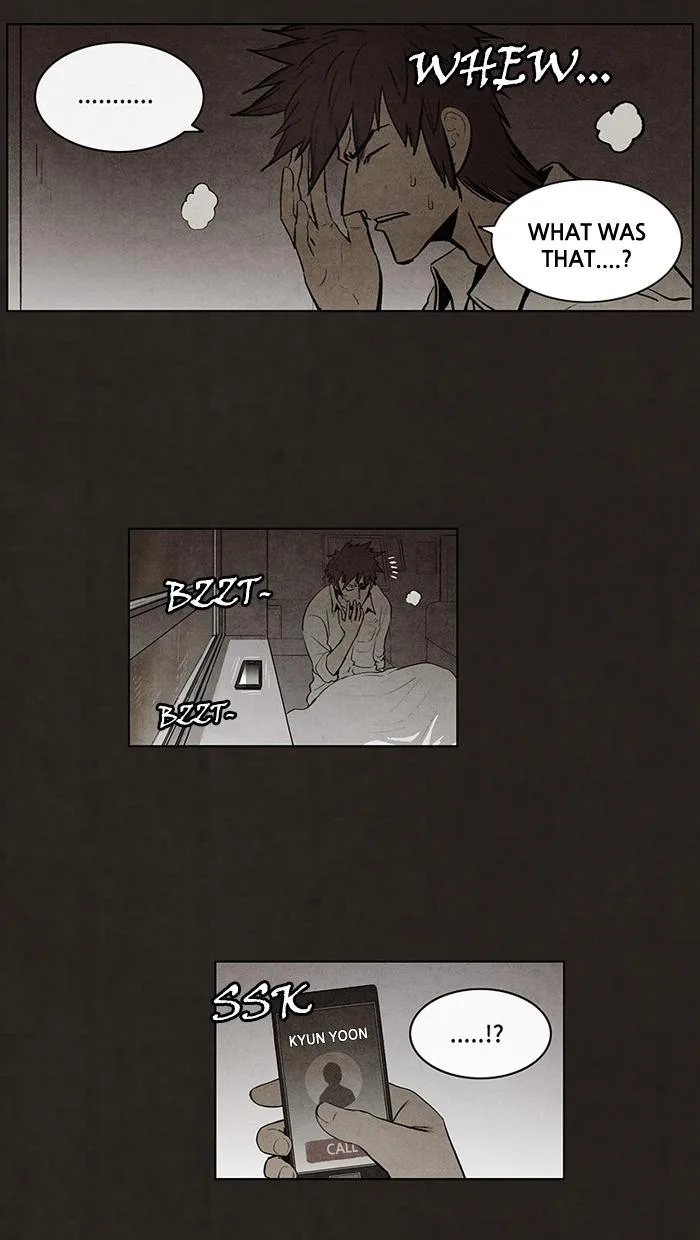 ...........
WHEW...
WHAT WAS
THAT....?
BZZT~
BZZT~
SSK
KYUN YOON
CALL
.....!?